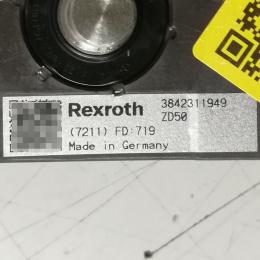 Rexroth 3842311949
ZD50
(7211) FD:719
Made in Germany